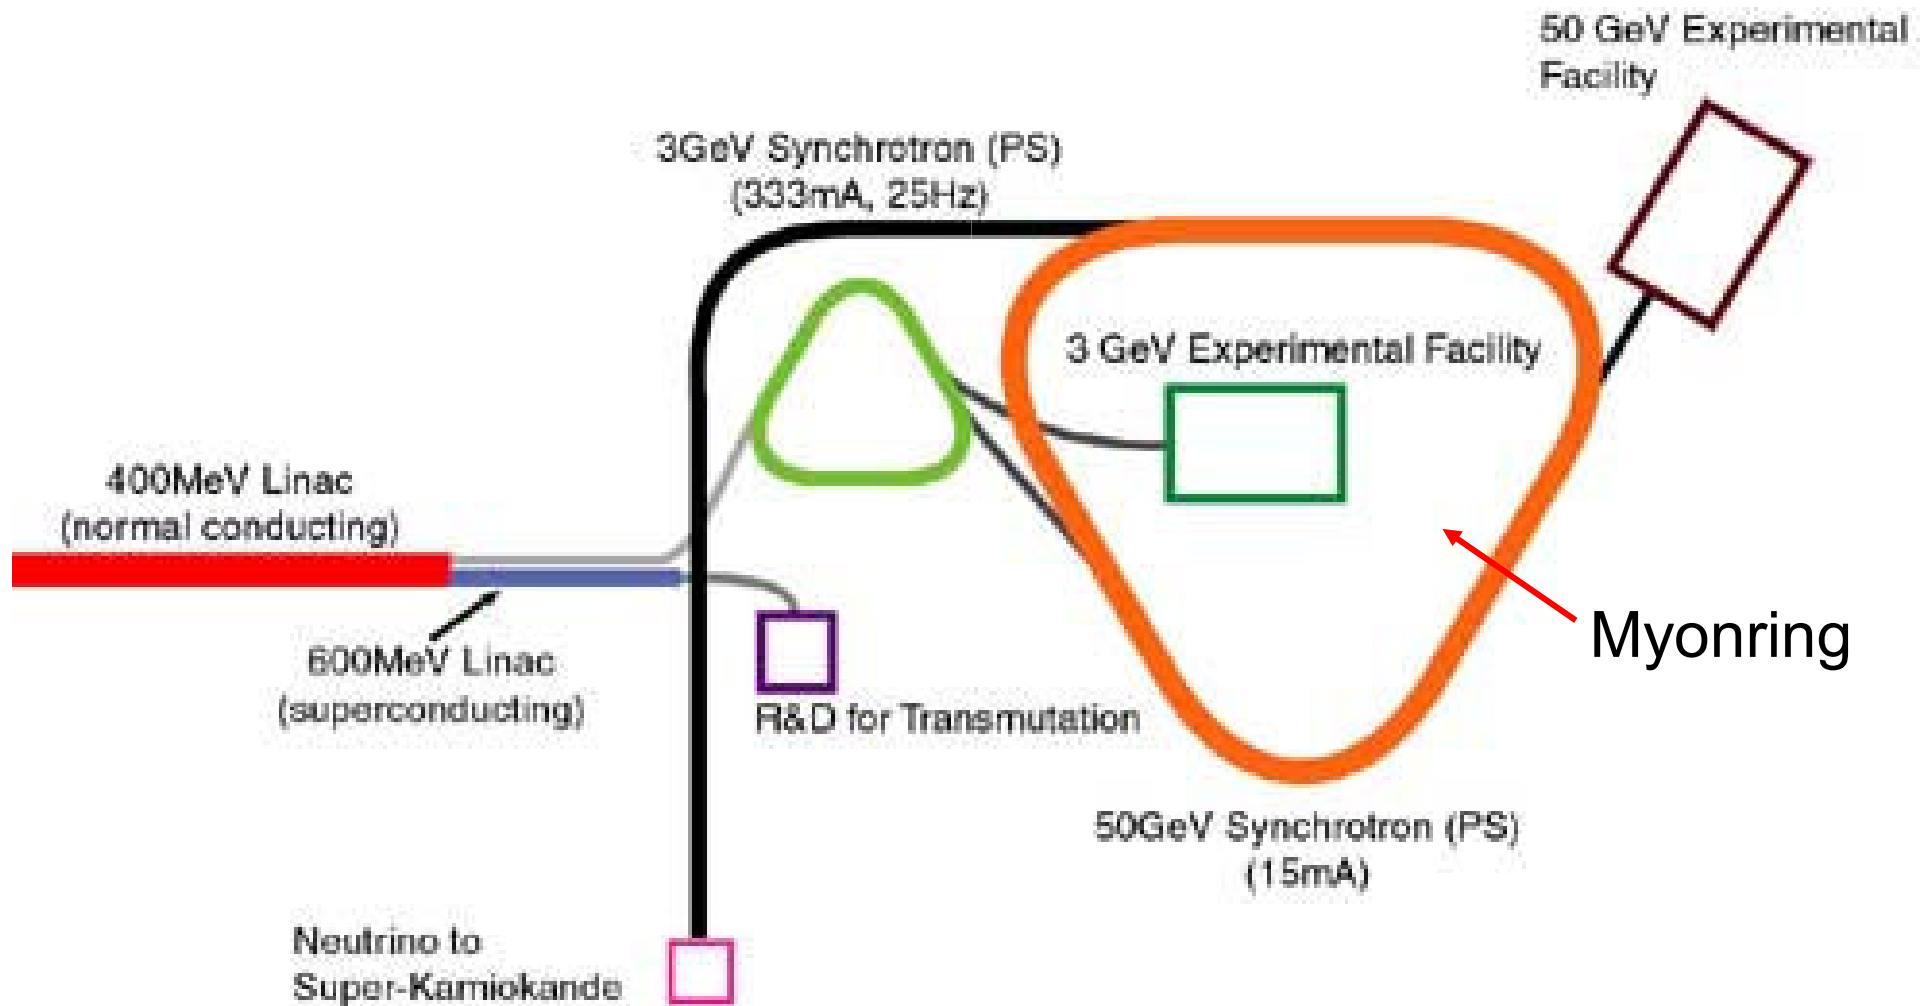 50 GeV Experimental
Facility
3GeV Synchrotron (PS)
(333mA, 25Hz)
3 GeV Experimental Facility
400MeV Linac
(normal conducting)
Myonring
600MeV Linac
(superconducting)
R&D for Transmutation
50GeV Synchrotron (PS)
(15mA)
Neutrino to
Super-Kamiokande